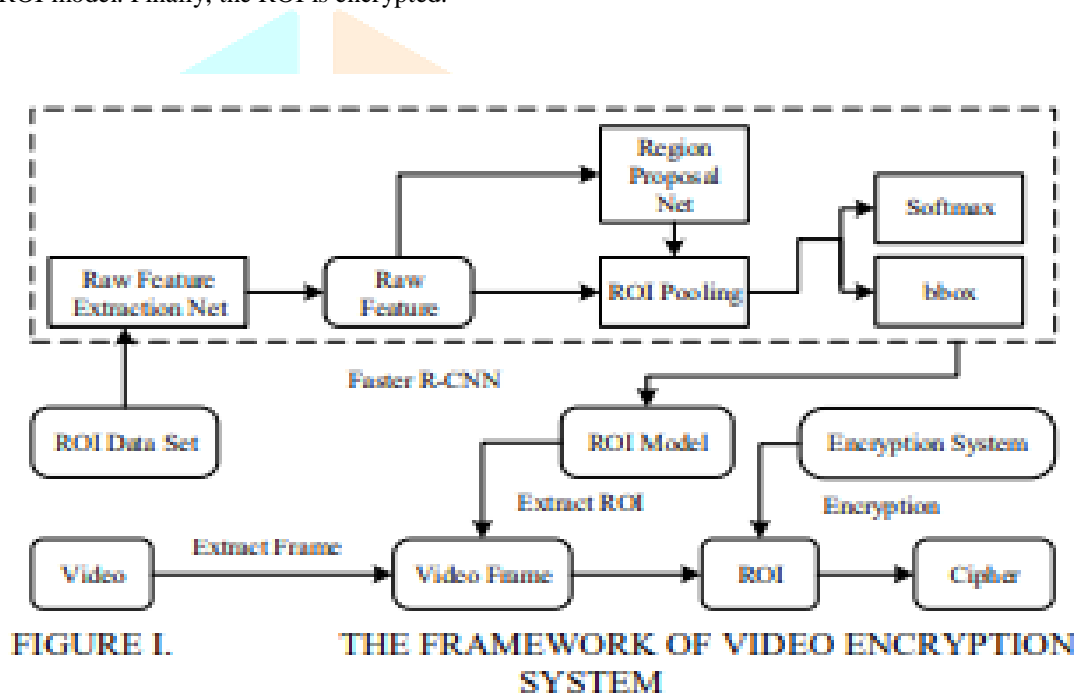 ROI model. Finally, the ROI is encrypted.
Region
Proposal
Net
Softmax
Raw Feature
Extraction Net
Raw
Feature
ROI Pooling
bbox
Faster R-CNN
ROI Data Set
ROI Model
Encryption System
Extract ROI
Encryption
Extract Frame
Video
Video Frame
ROI
Cipher
FIGURE I. THE FRAMEWORK OF VIDEO ENCRYPTION
SYSTEM